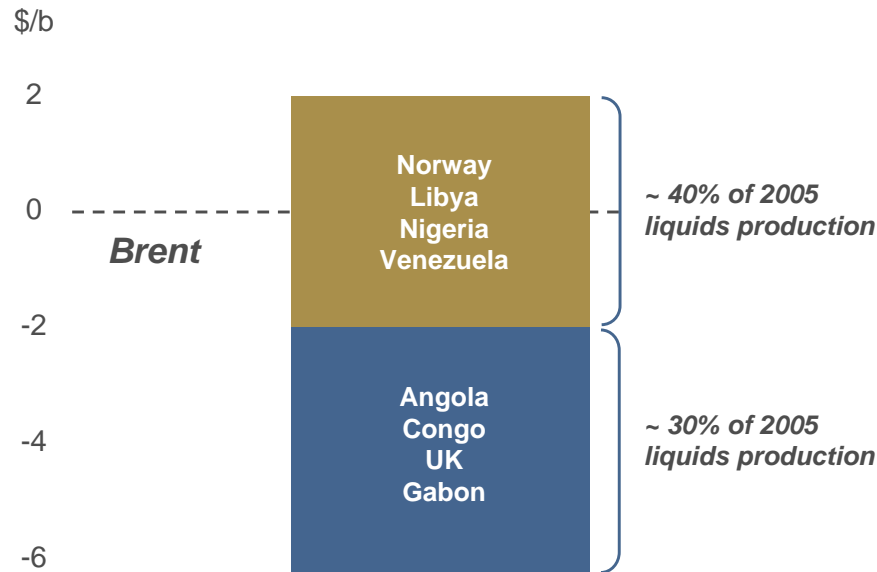 $/b
2
0
-2
-4
-6
Brent
Norway
Libya
Nigeria
Venezuela
~ 40% of 2005
liquids production
Angola
Congo
UK
Gabon
~ 30% of 2005
liquids production